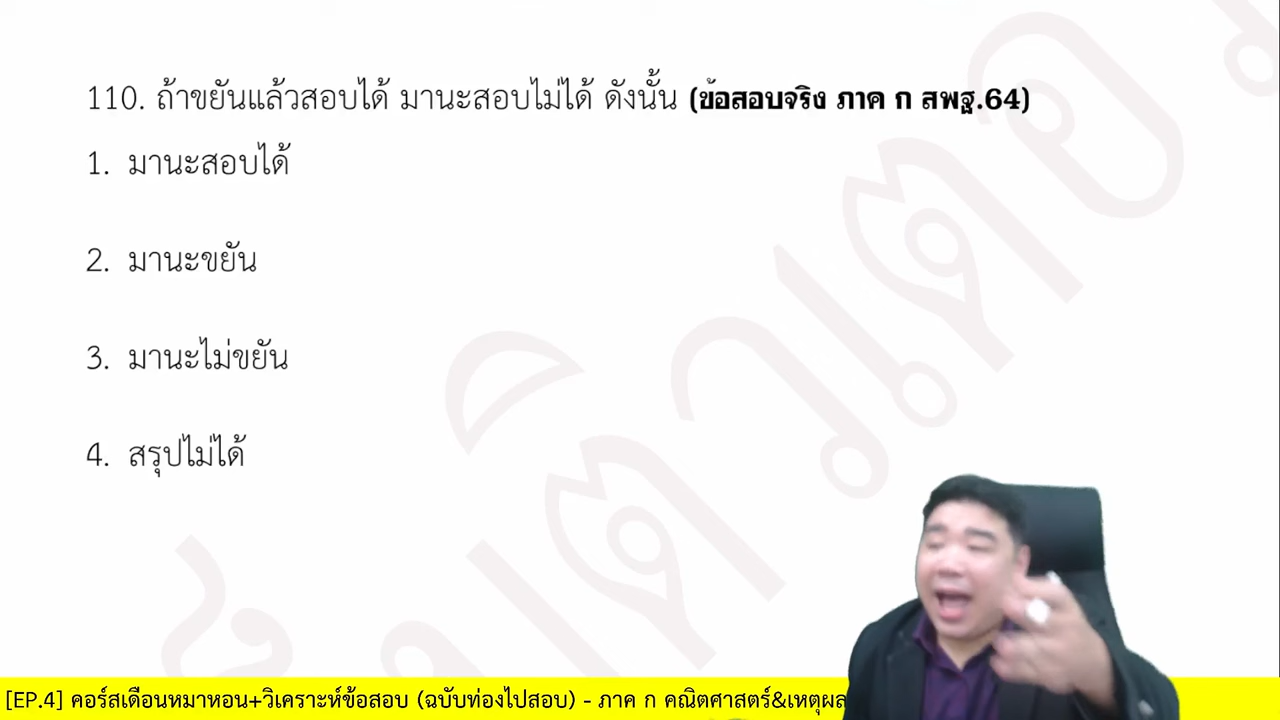 110. ถ้าขยันแล้วสอบได้ มานะสอบไม่ได้ ดังนั้น (ข้อสอบจริง ภาค ก สพฐ.64)
1. มานะสอบได้
2. มานะขยัน
3. มานะไม่ขยัน
4. สรุปไม่ได้
[EP.4] คอร์สเดือนหมาหอน+วิเคราะห์ข้อสอบ (ฉบับท่องไปสอบ) - ภาค ก คณิตศาสตร์&เหตุผล